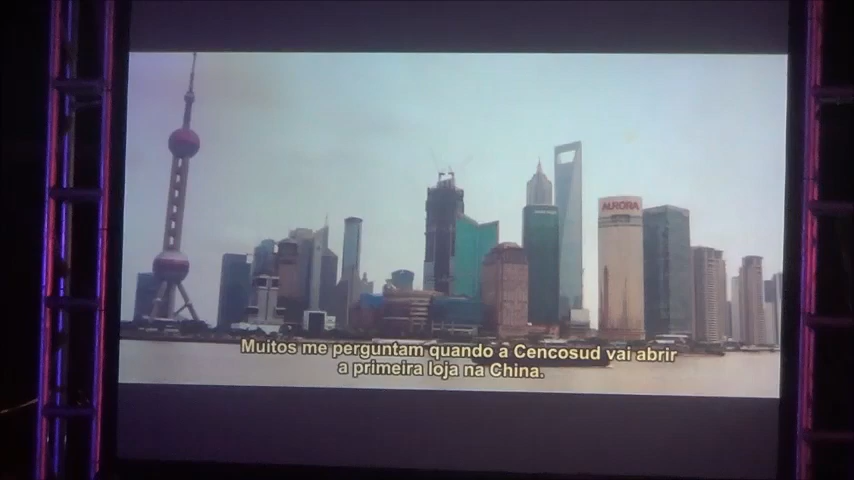 AURORA
Muitos me perguntam quando a Cencosud vai abrir
a primeira loja na China.